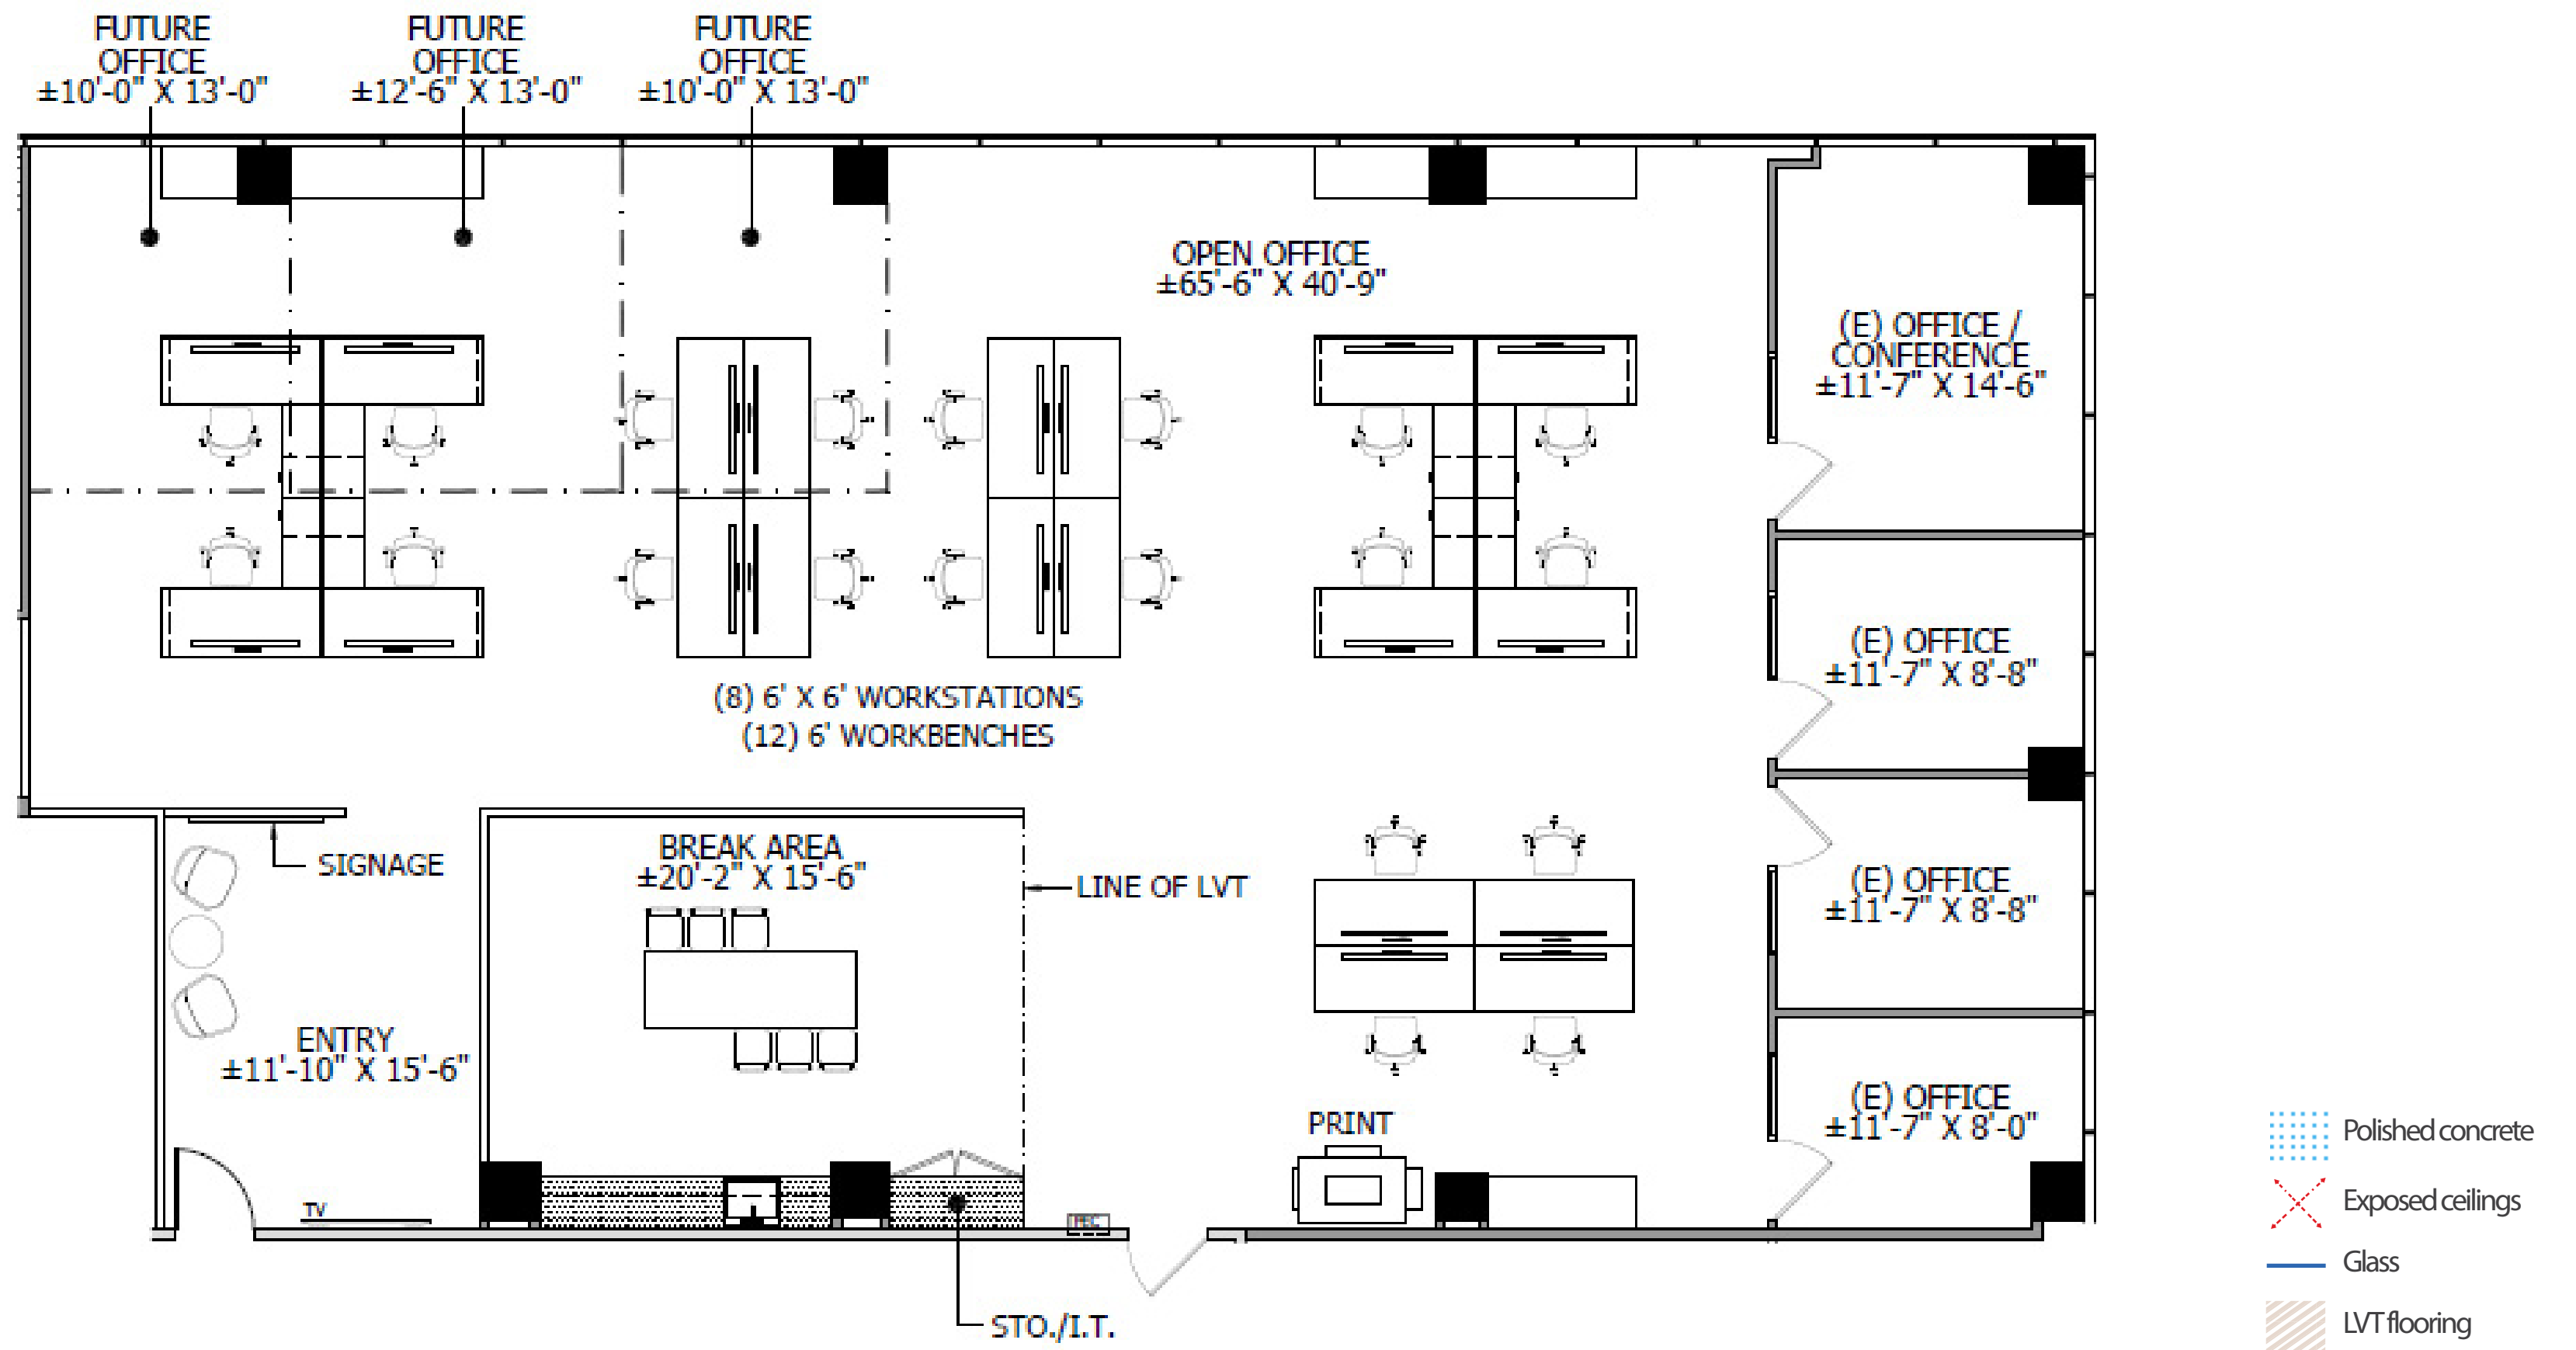 FUTURE
OFFICE
±10'-0" X 13'-0"
FUTURE
OFFICE
±12'-6" X 13'-0"
FUTURE
OFFICE
±10'-0" X 13'-0"
OPEN OFFICE
±65'-6" X 40'-9"
(E) OFFICE /
CONFERENCE
±11'-7" X 14'-6"
(E) OFFICE
±11'-7" X 8'-8"
(8) 6' X 6' WORKSTATIONS
(12) 6' WORKBENCHES
SIGNAGE
BREAK AREA
±20'-2" X 15'-6"
LINE OF LVT
(E) OFFICE
±11'-7" X 8'-8"
ENTRY
±11'-10" X 15'-6"
PRINT
(E) OFFICE
±11'-7" X 8'-0"
TV
STO./I.T.
Polished concrete
Exposed ceilings
Glass
LVT flooring